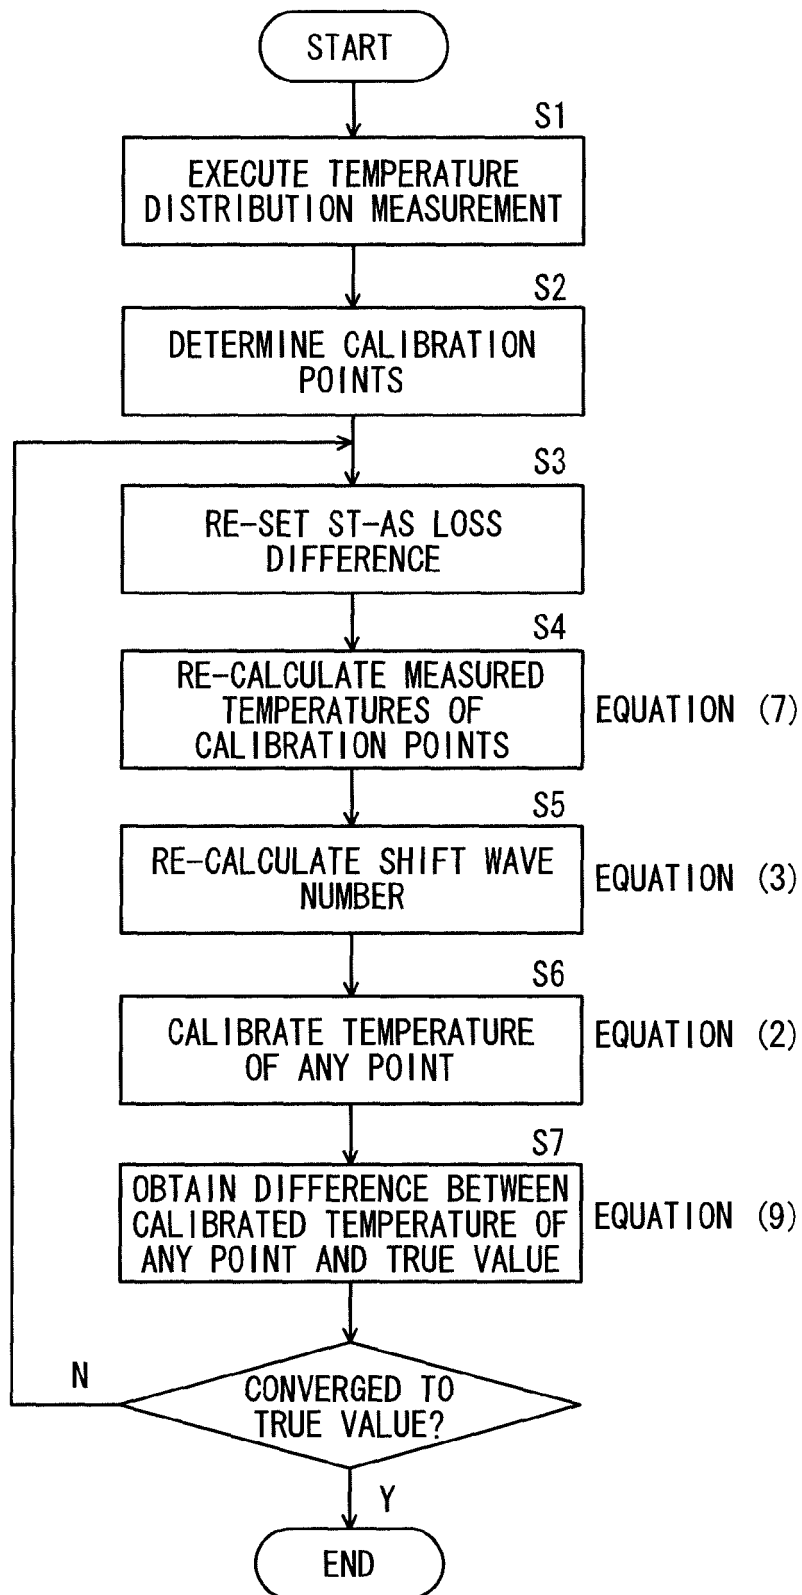 START
S1
EXECUTE TEMPERATURE
DISTRIBUTION MEASUREMENT
S2
DETERMINE CALIBRATION
POINTS
S3
RE-SET ST-AS LOSS
DIFFERENCE
S4
RE-CALCULATE MEASURED
TEMPERATURES OF
CALIBRATION POINTS
EQUATION (7)
S5
RE-CALCULATE SHIFT WAVE
NUMBER
EQUATION (3)
S6
CALIBRATE TEMPERATURE
OF ANY POINT
EQUATION (2)
S7
OBTAIN DIFFERENCE BETWEEN
CALIBRATED TEMPERATURE OF
ANY POINT AND TRUE VALUE
EQUATION (9)
N
CONVERGED TO
TRUE VALUE?
Y
END